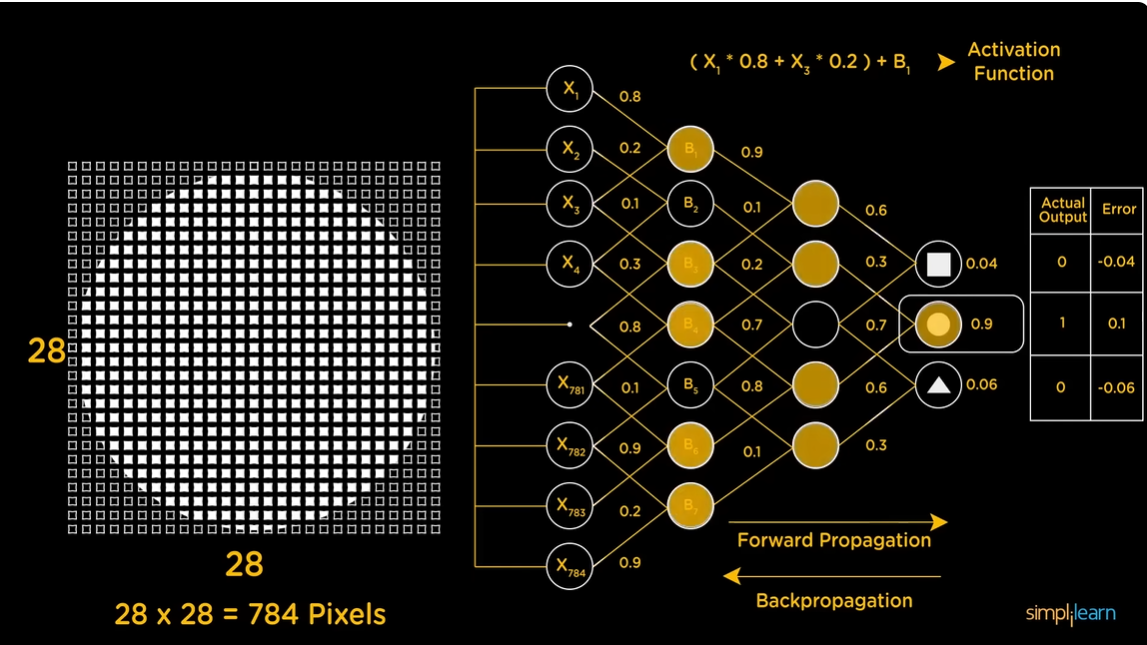 ( X₁ * 0.8 + X₃ * 0.2 ) + B₁
Activation
Function
X₁
X₂
X₃
X₄
X₇₈₁
X₇₈₂
X₇₈₃
X₇₈₄
0.8
0.2
0.1
0.3
0.8
0.1
0.9
0.2
0.9
B₁
B₂
B₃
B₄
B₅
B₆
B₇
0.9
0.1
0.2
0.7
0.8
0.1
0.6
0.3
0.7
0.6
0.3
0.04
0.9
0.06
Actual Output Error
0 -0.04
1 0.1
0 -0.06
28
28
28 x 28 = 784 Pixels
Forward Propagation
Backpropagation
simplilearn